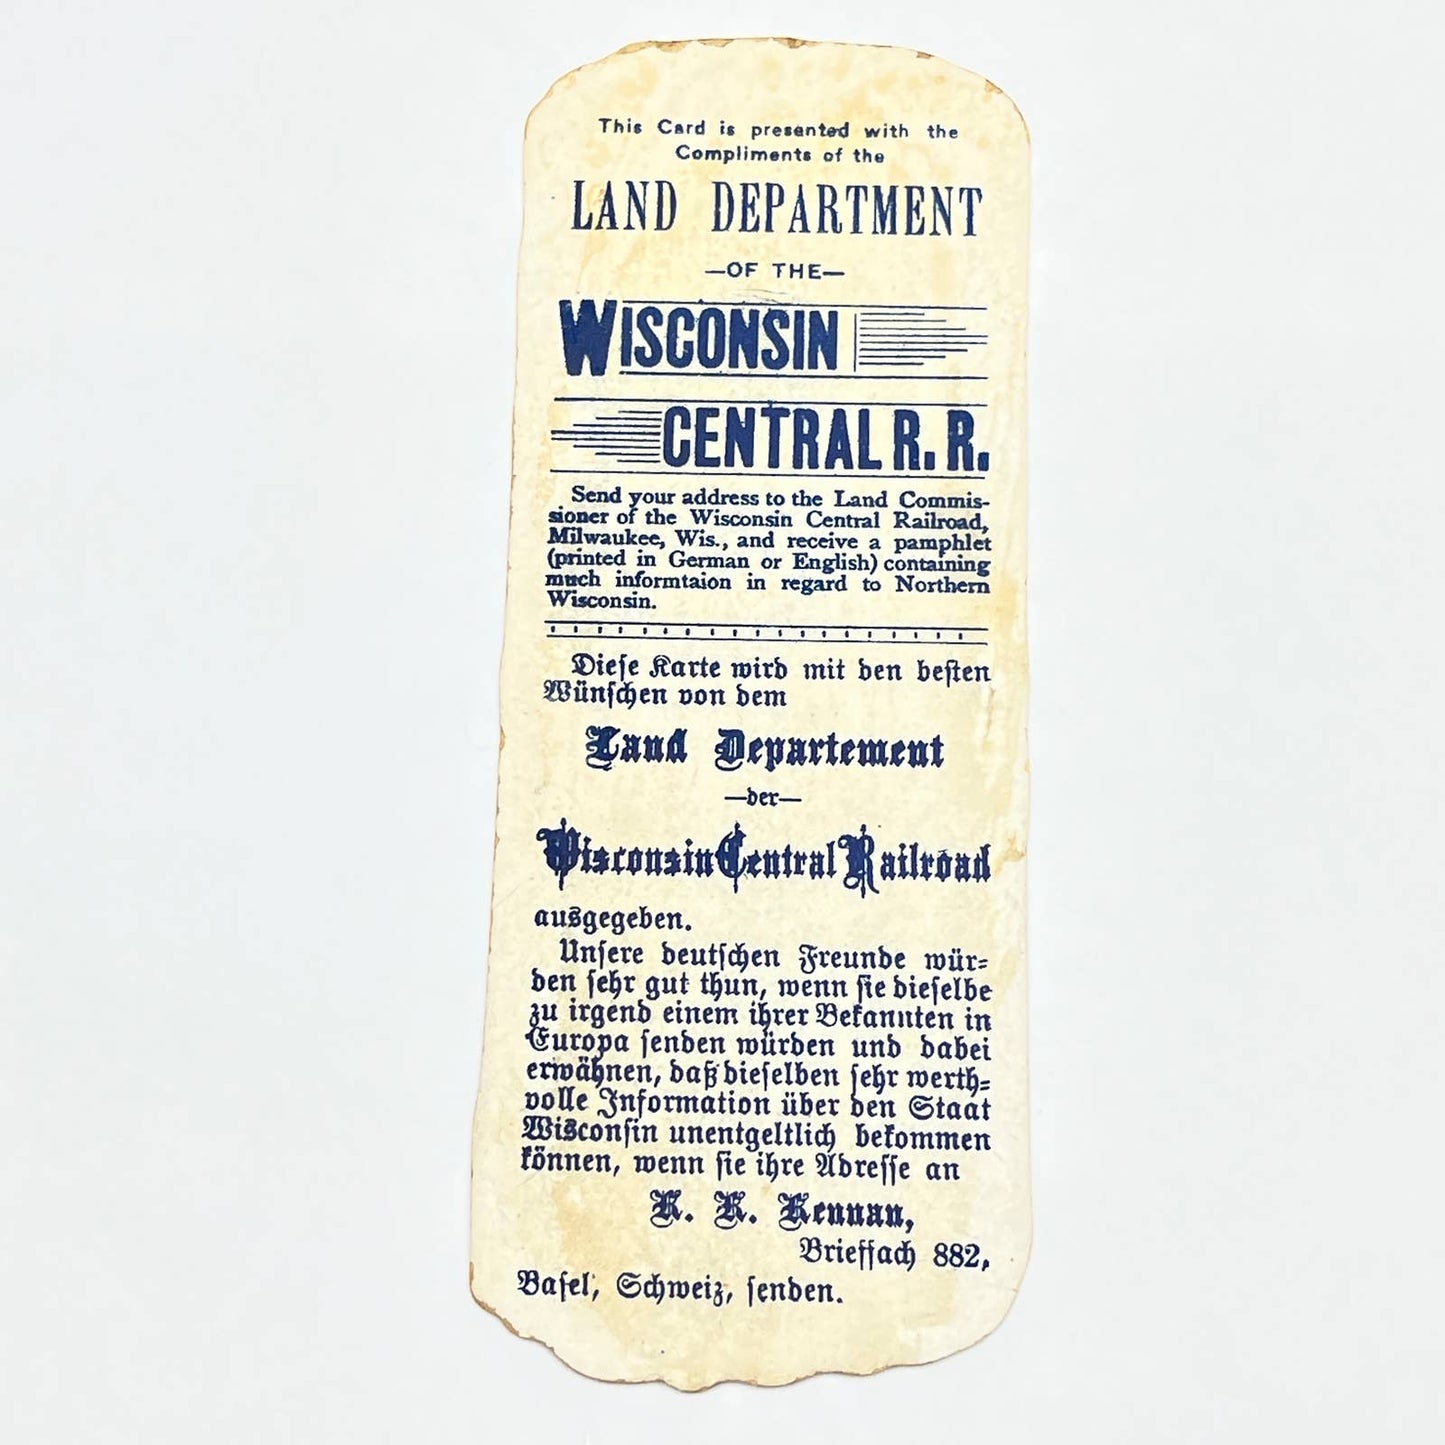 This Card is presented with the
Compliments of the
LAND DEPARTMENT
—OF THE—
WISCONSIN
CENTRAL R. R.
Send your address to the Land Commis-
sioner of the Wisconsin Central Railroad,
Milwaukee, Wis., and receive a pamphlet
(printed in German or English) containing
much informtaion in regard to Northern
Wisconsin.
Dieſe Karte wird mit den beſten
Wünſchen von dem
Land Departement
—der—
Wisconsin Central Railroad
ausgegeben.
Unſere deutſchen Freunde wür=
den ſehr gut thun, wenn ſie dieſelbe
zu irgend einem ihrer Bekannten in
Europa ſenden würden und dabei
erwähnen, daß dieſelben ſehr werth=
volle Information über den Staat
Wisconſin unentgeltlich bekommen
können, wenn ſie ihre Adreſſe an
K. K. Kennan,
Brieffach 882,
Baſel, Schweiz, ſenden.